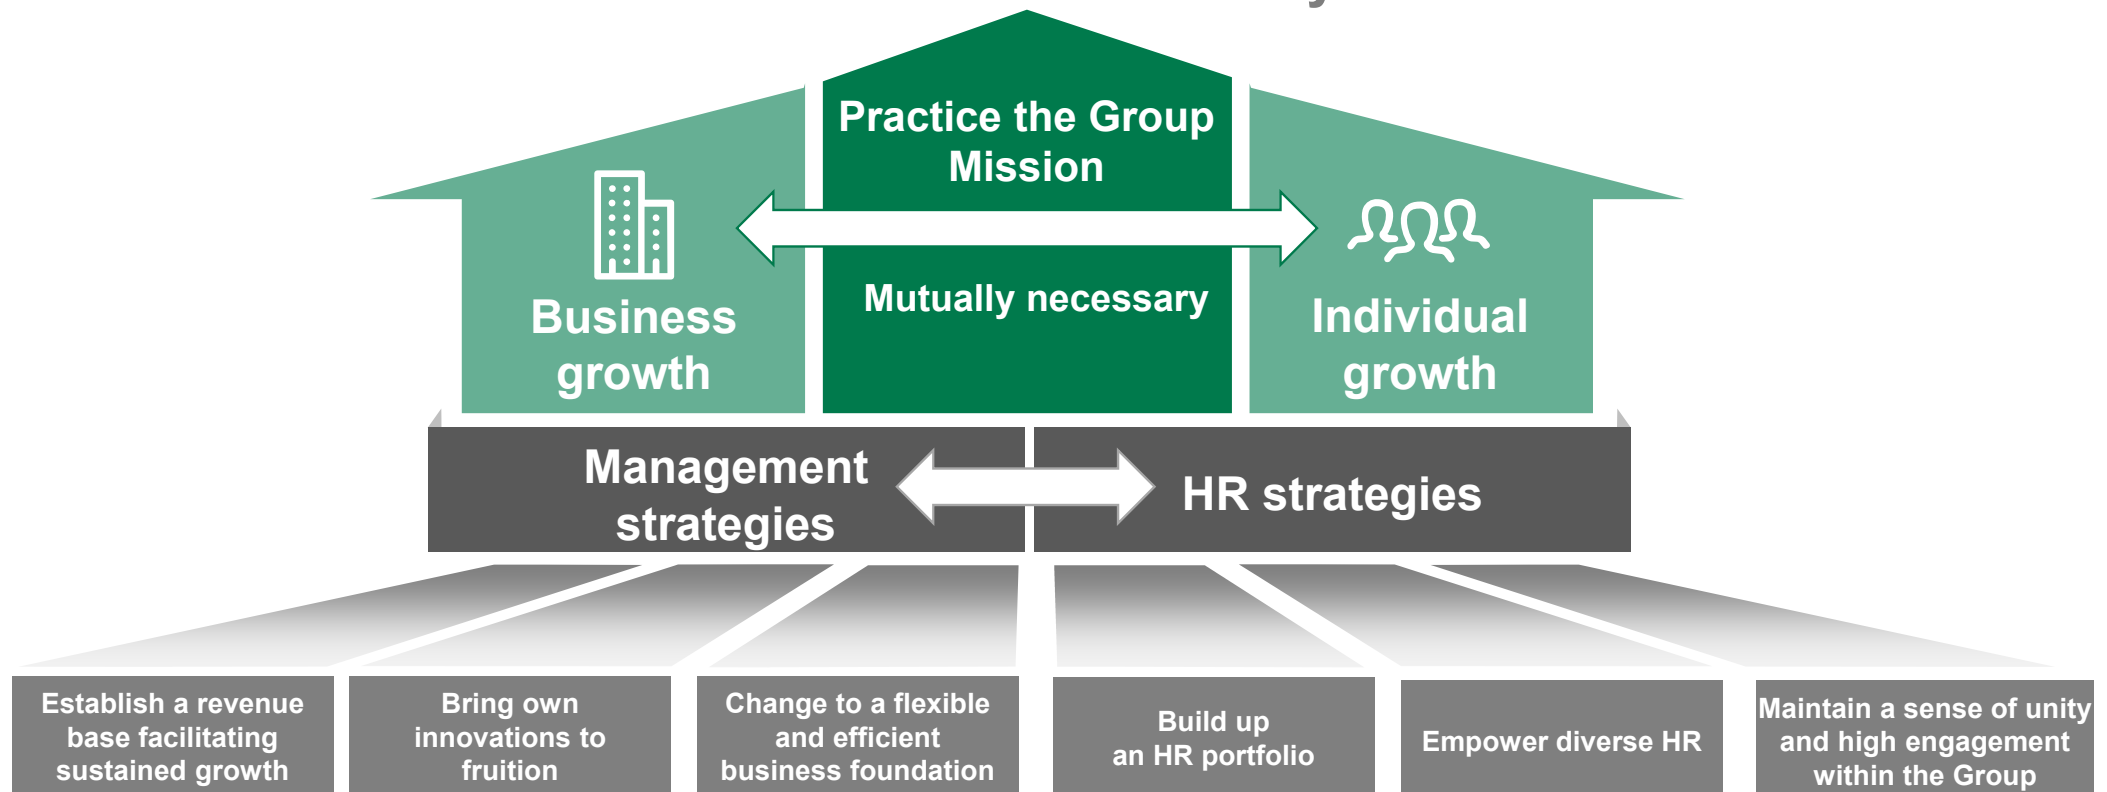 Practice the Group
Mission
Mutually necessary
Business
growth
Individual
growth
Management
strategies
HR strategies
Establish a revenue
base facilitating
sustained growth
Bring own
innovations to
fruition
Change to a flexible
and efficient
business foundation
Build up
an HR portfolio
Empower diverse HR
Maintain a sense of unity
and high engagement
within the Group